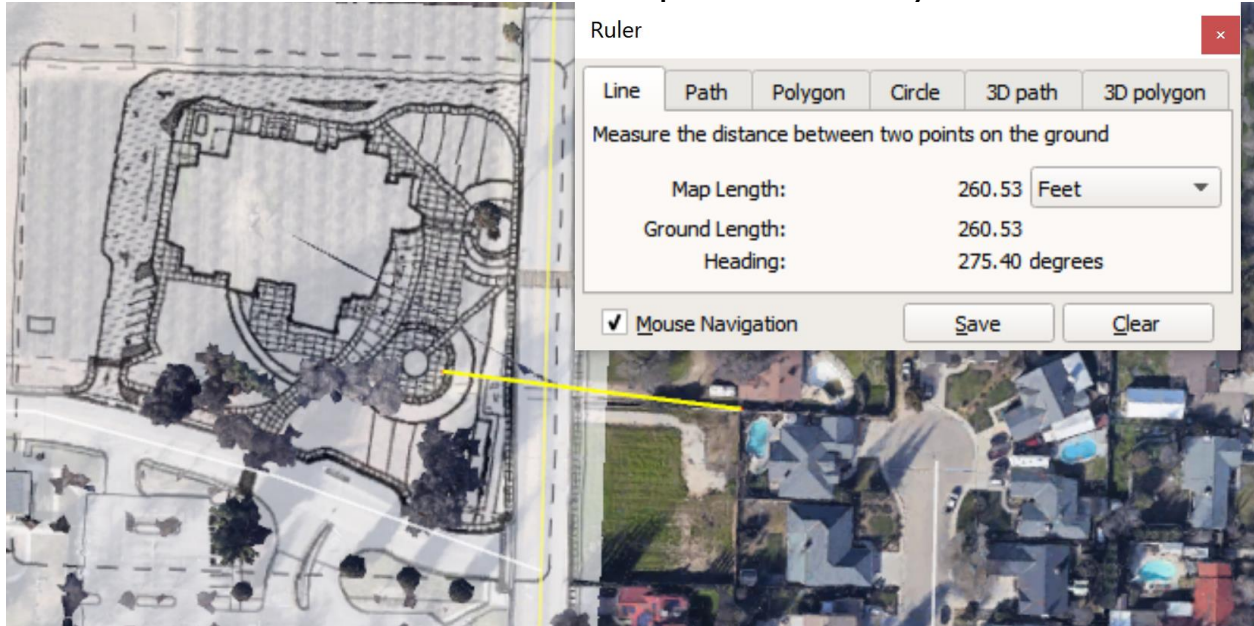 Ruler
×
Line Path Polygon Circle 3D path 3D polygon
Measure the distance between two points on the ground
Map Length: 260.53 Feet
Ground Length: 260.53
Heading: 275.40 degrees
Mouse Navigation Save Clear